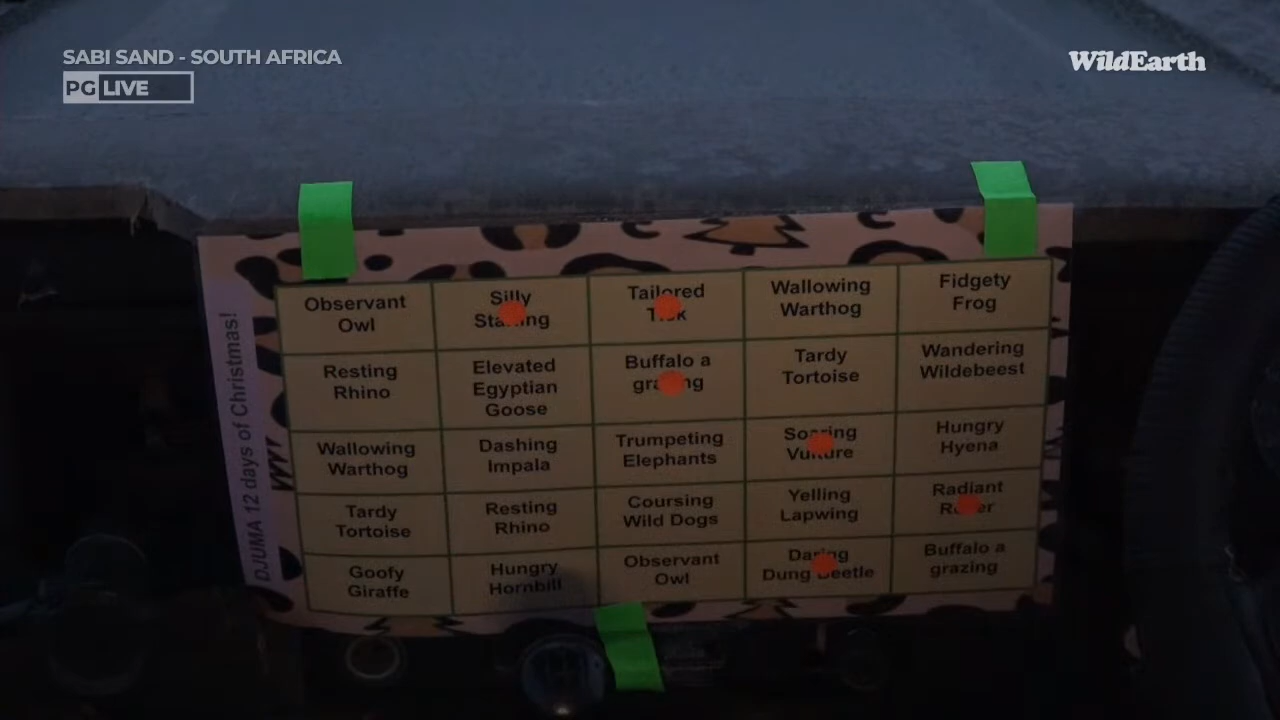 SABI SAND - SOUTH AFRICA
PG LIVE
WildEarth
DJUMA 12 days of Christmas!
Observant
Owl
Silly
Starling
Tailored
Tick
Wallowing
Warthog
Fidgety
Frog
Resting
Rhino
Elevated
Egyptian
Goose
Buffalo a
grazing
Tardy
Tortoise
Wandering
Wildebeest
Wallowing
Warthog
Dashing
Impala
Trumpeting
Elephants
Soaring
Vulture
Hungry
Hyena
Tardy
Tortoise
Resting
Rhino
Coursing
Wild Dogs
Yelling
Lapwing
Radiant
Roller
Goofy
Giraffe
Hungry
Hornbill
Observant
Owl
Daring
Dung Beetle
Buffalo a
grazing